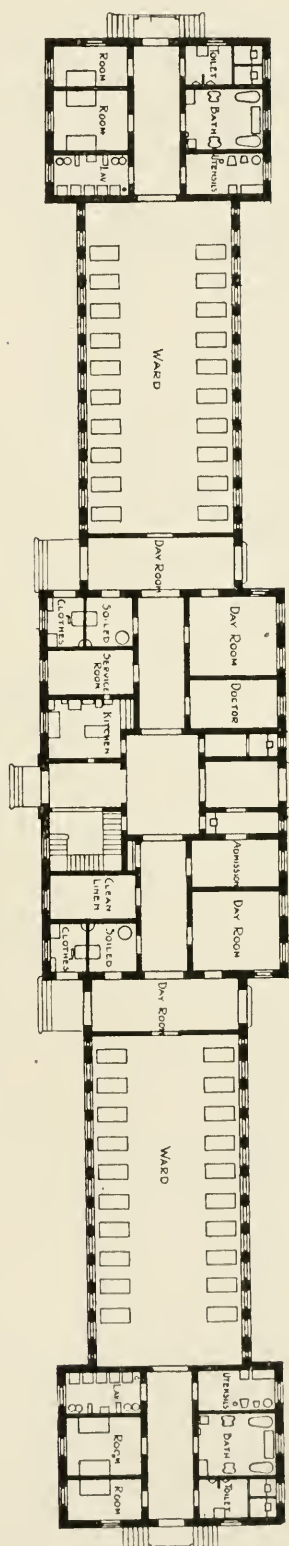 ROOM
ROOM
LAV
TOILET
BATH
UTENSILS
WARD
DAY ROOM
CLOTHES
SOILED
SERVICE
ROOM
KITCHEN
DAY ROOM
DOCTOR
ADMISSION
DAY ROOM
CLEAN
LINEN
CLOTHES
SOILED
DAY ROOM
WARD
LAV
ROOM
ROOM
UTENSILS
BATH
TOILET